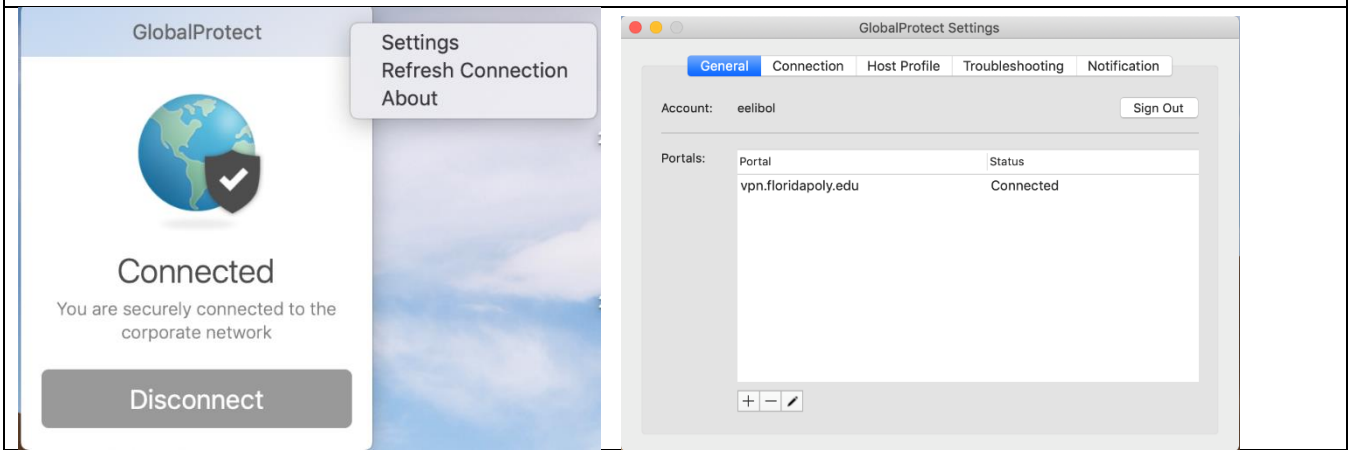 GlobalProtect
Settings
Refresh Connection
About
Connected
You are securely connected to the
corporate network
Disconnect
GlobalProtect Settings
General Connection Host Profile Troubleshooting Notification
Account: eelibol Sign Out
Portals: Portal Status
vpn.floridapoly.edu Connected